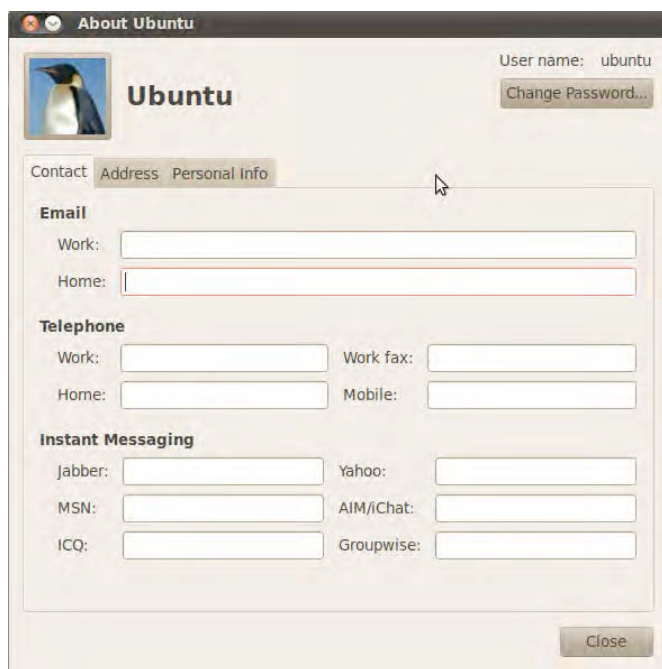 About Ubuntu
User name: ubuntu
Ubuntu
Change Password...
Contact Address Personal Info
Email
Work:
Home:
Telephone
Work: Work fax:
Home: Mobile:
Instant Messaging
Jabber: Yahoo:
MSN: AIM/iChat:
ICQ: Groupwise:
Close